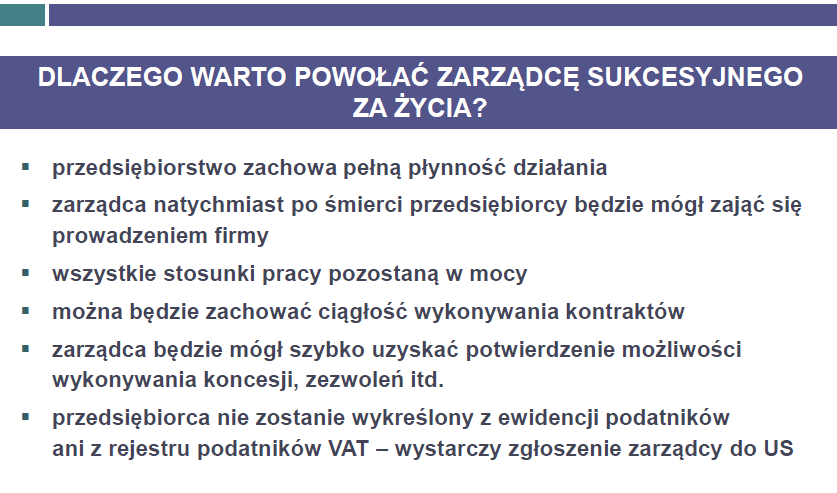 DLACZEGO WARTO POWOŁAĆ ZARZĄDCĘ SUKCESYJNEGO
ZA ŻYCIA?
▪ przedsiębiorstwo zachowa pełną płynność działania
▪ zarządca natychmiast po śmierci przedsiębiorcy będzie mógł zająć się
prowadzeniem firmy
▪ wszystkie stosunki pracy pozostaną w mocy
▪ można będzie zachować ciągłość wykonywania kontraktów
▪ zarządca będzie mógł szybko uzyskać potwierdzenie możliwości
wykonywania koncesji, zezwoleń itd.
▪ przedsiębiorca nie zostanie wykreślony z ewidencji podatników
ani z rejestru podatników VAT – wystarczy zgłoszenie zarządcy do US